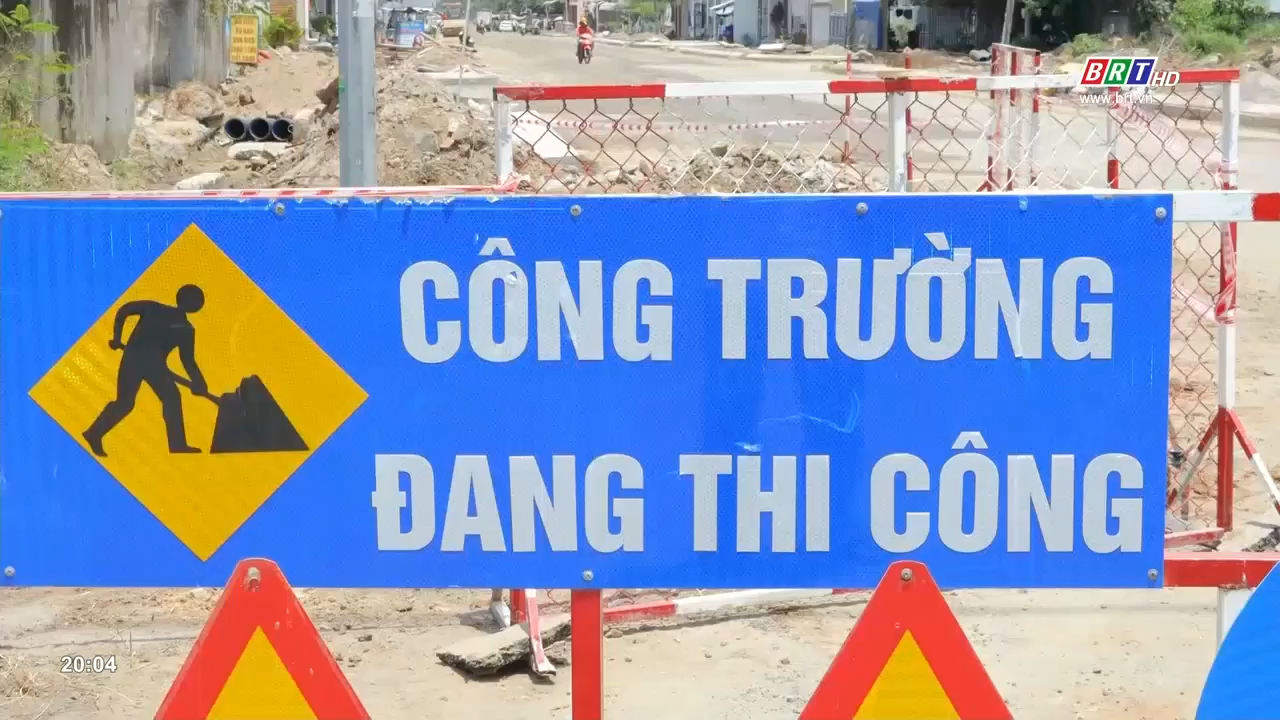 BRT HD
www.brt.vn
CÔNG TRƯỜNG
ĐANG THI CÔNG
20:04